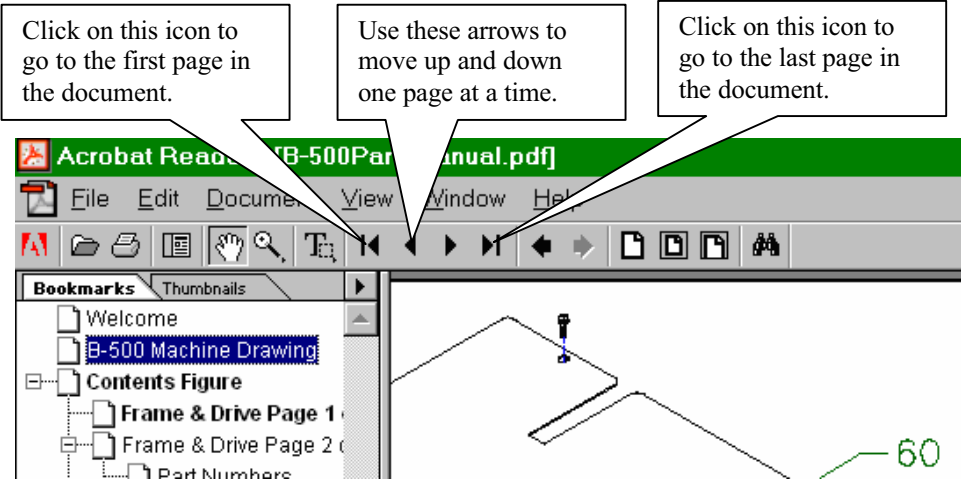 Click on this icon to
go to the first page in
the document.
Use these arrows to
move up and down
one page at a time.
Click on this icon to
go to the last page in
the document.
Acrobat [B-500
File Edit View Window
Bookmarks Thumbnails
Welcome
B-500 Machine Drawing
Contents Figure
Frame & Drive Page 1
Frame & Drive Page 2
Part Numbers
60